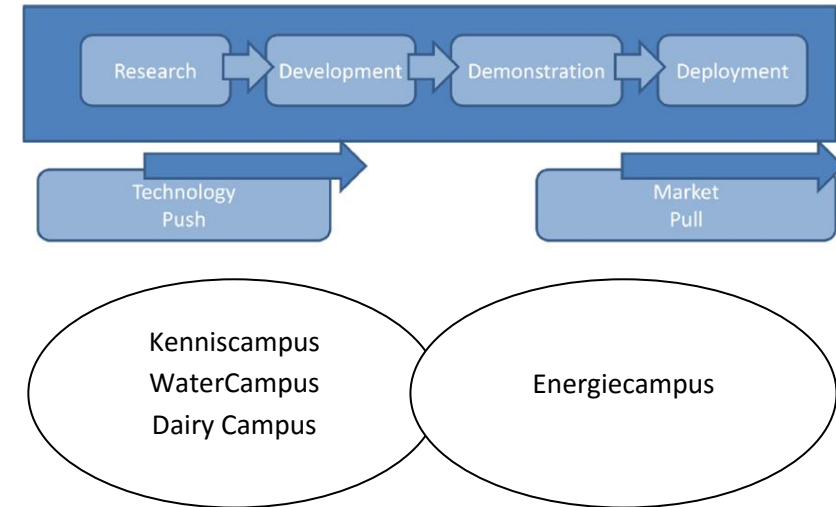 Research
Development
Demonstration
Deployment
Technology
Push
Market
Pull
Kenniscampus
WaterCampus
Dairy Campus
Energiecampus